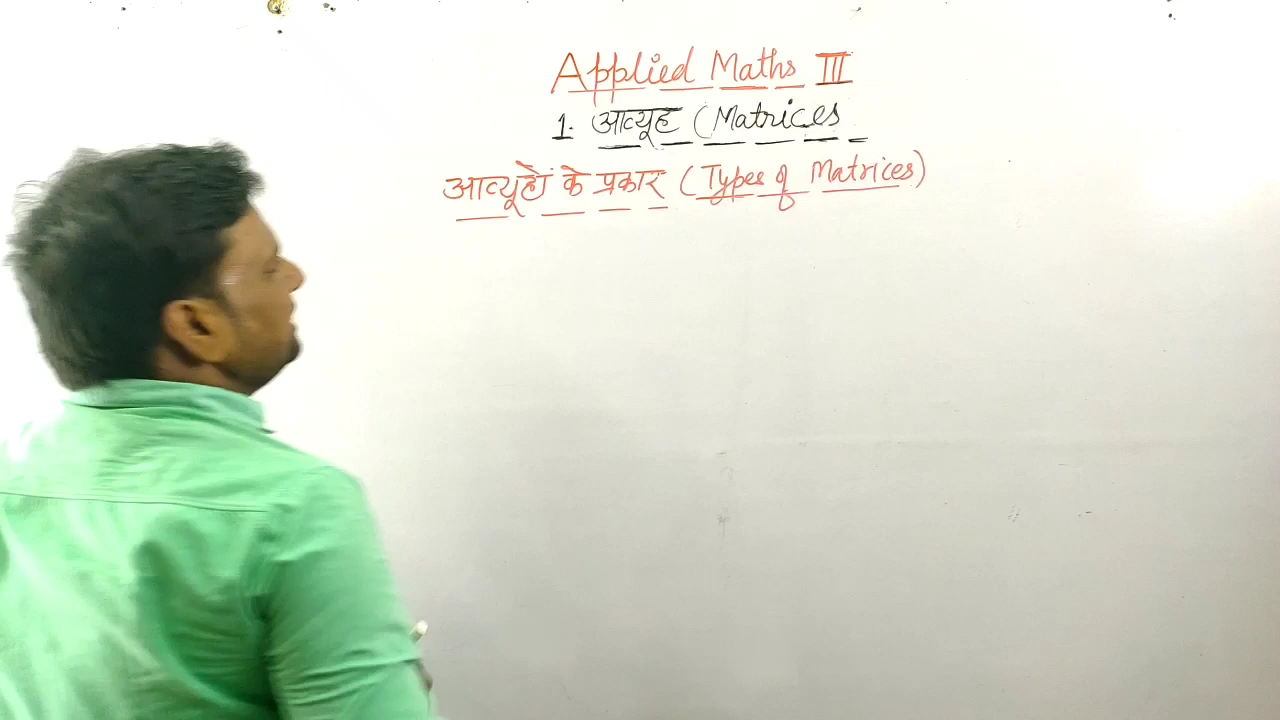 Applied Maths III
1. आव्यूह (Matrices
आव्यूहों के प्रकार (Types of Matrices)